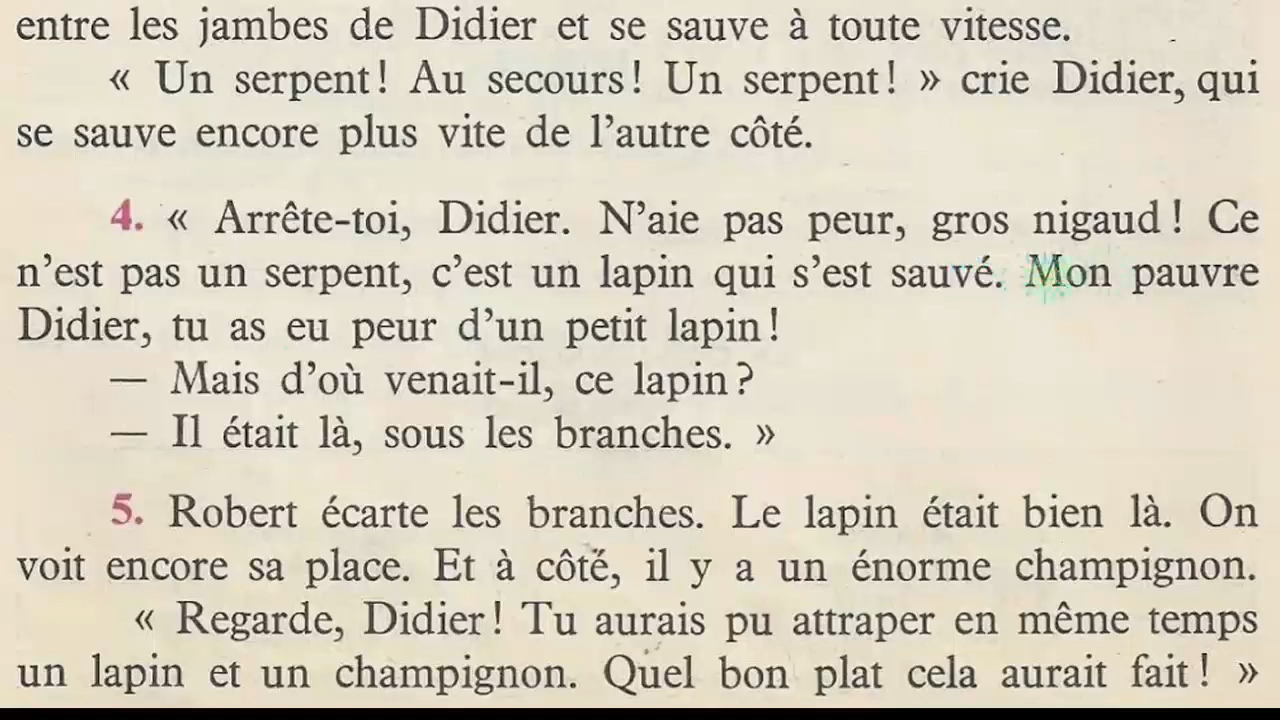 entre les jambes de Didier et se sauve à toute vitesse.
« Un serpent! Au secours! Un serpent! » crie Didier, qui
se sauve encore plus vite de l'autre côté.
4. « Arrête-toi, Didier. N'aie pas peur, gros nigaud! Ce
n'est pas un serpent, c'est un lapin qui s'est sauvé. Mon pauvre
Didier, tu as eu peur d'un petit lapin!
— Mais d'où venait-il, ce lapin?
— Il était là, sous les branches. »
5. Robert écarte les branches. Le lapin était bien là. On
voit encore sa place. Et à côté, il y a un énorme champignon.
« Regarde, Didier! Tu aurais pu attraper en même temps
un lapin et un champignon. Quel bon plat cela aurait fait! »